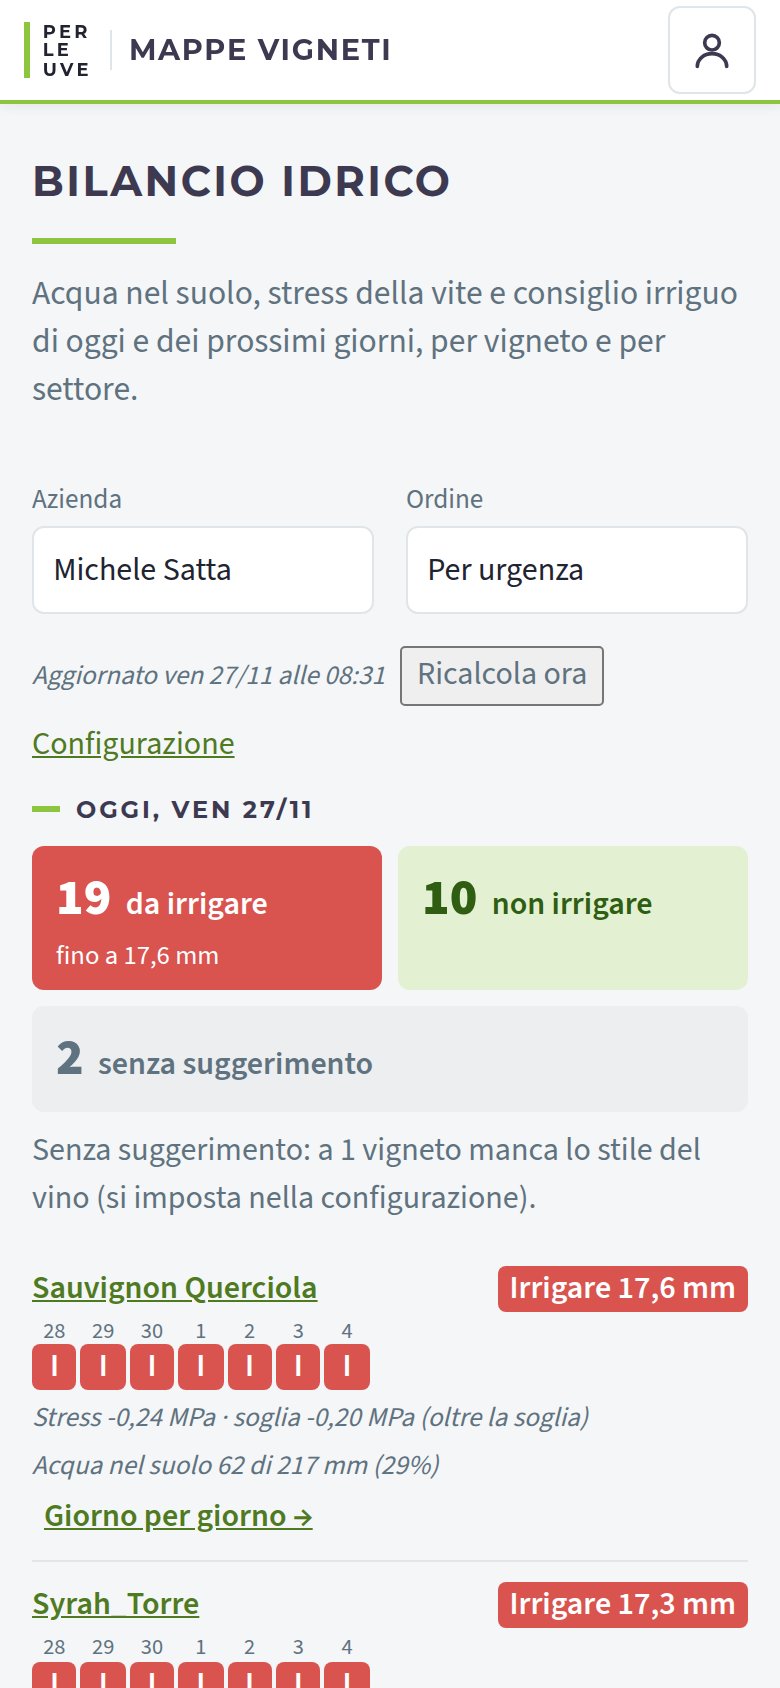 PER
LE
UVE
MAPPE VIGNETI
BILANCIO IDRICO
Acqua nel suolo, stress della vite e consiglio irriguo
di oggi e dei prossimi giorni, per vigneto e per
settore.
Azienda
Ordine
Michele Satta
Per urgenza
Aggiornato ven 27/11 alle 08:31
Ricalcola ora
Configurazione
OGGI, VEN 27/11
19 da irrigare
fino a 17,6 mm
10 non irrigare
2 senza suggerimento
Senza suggerimento: a 1 vigneto manca lo stile del
vino (si imposta nella configurazione).
Sauvignon Querciola
Irrigare 17,6 mm
28 29 30 1 2 3 4
I I I I I I I
Stress -0,24 MPa · soglia -0,20 MPa (oltre la soglia)
Acqua nel suolo 62 di 217 mm (29%)
Giorno per giorno →
Syrah_Torre
Irrigare 17,3 mm
28 29 30 1 2 3 4
I I I I I I I